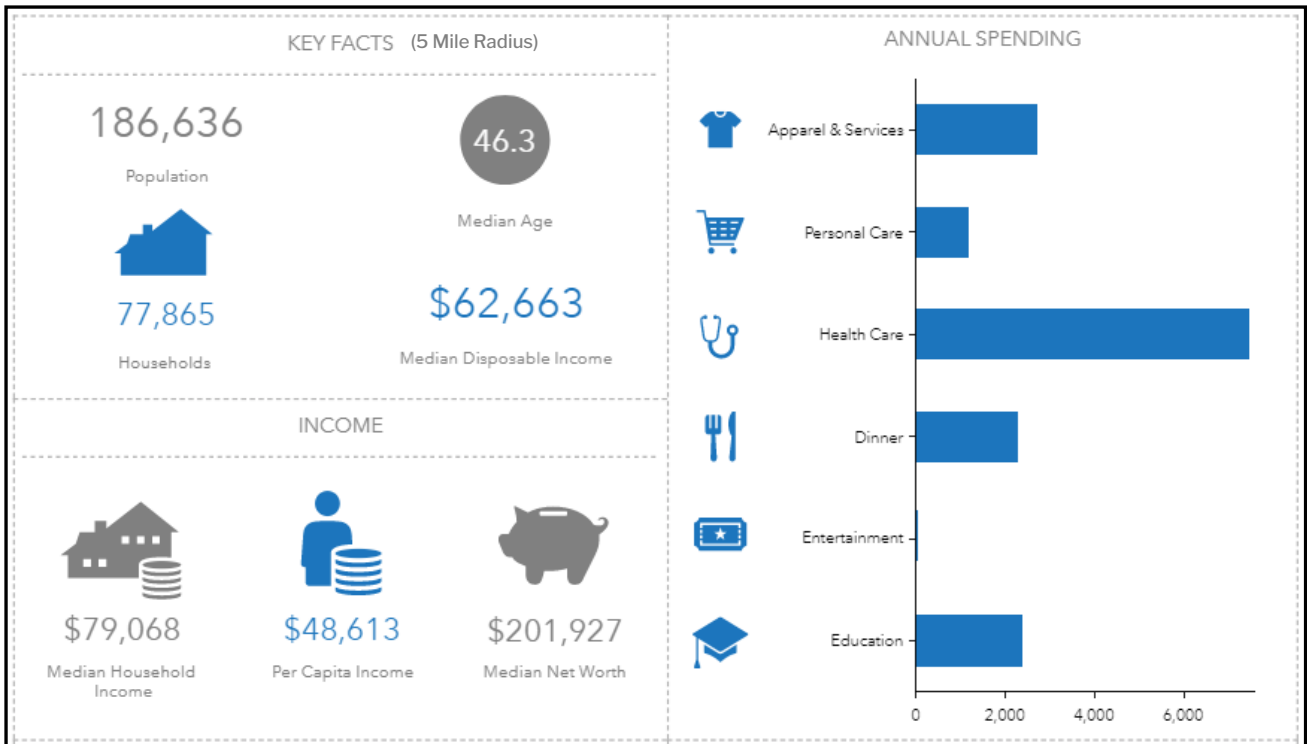 KEY FACTS (5 Mile Radius)
186,636
Population
46.3
Median Age
77,865
Households
$62,663
Median Disposable Income
INCOME
$79,068
Median Household
Income
$48,613
Per Capita Income
$201,927
Median Net Worth
ANNUAL SPENDING
Apparel & Services
Personal Care
Health Care
Dinner
Entertainment
Education
0 2,000 4,000 6,000